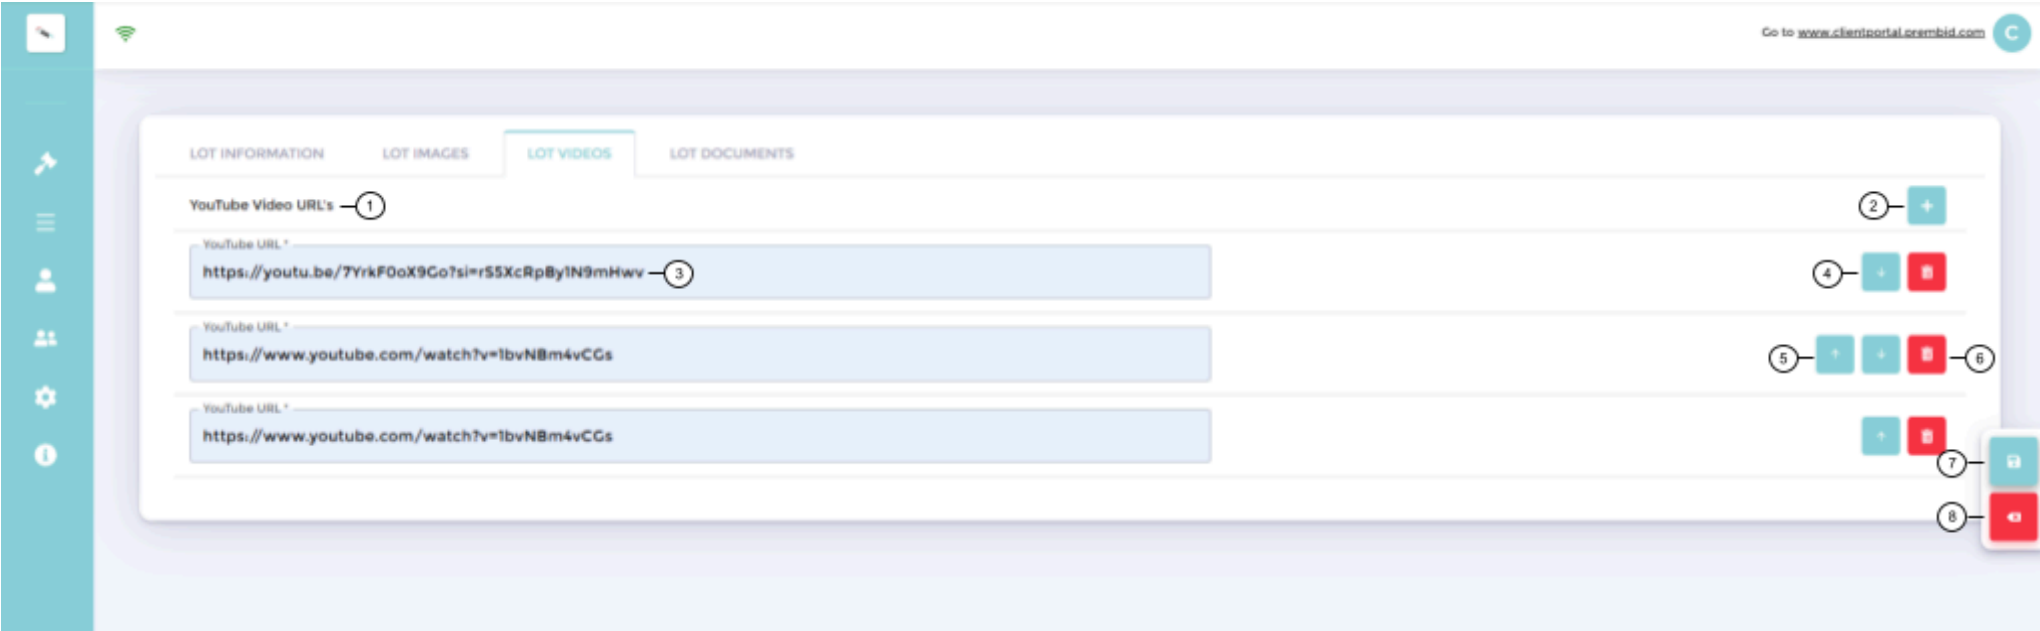 Go to www.clientportal.prembid.com C
LOT INFORMATION LOT IMAGES LOT VIDEOS LOT DOCUMENTS
YouTube Video URL's 1 2 +
YouTube URL *
https://youtu.be/7YrkF0oX9Go?si=rS5XcRpBy1N9mHwv 3 4
YouTube URL *
https://www.youtube.com/watch?v=1bvNBm4vCGs 5 6
YouTube URL *
https://www.youtube.com/watch?v=1bvNBm4vCGs
7
8